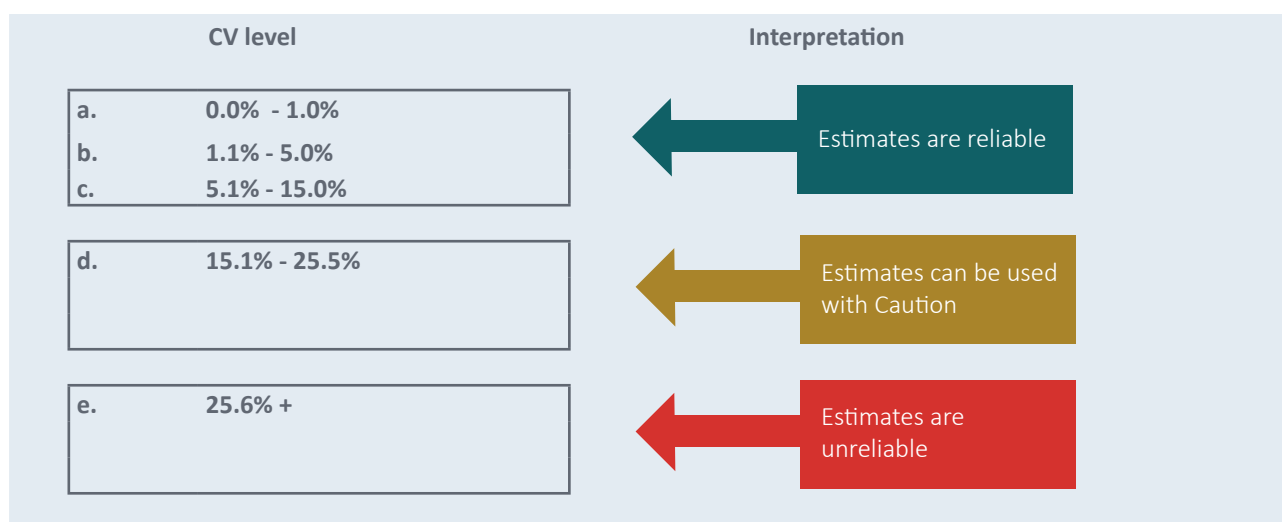 CV level Interpretation
a. 0.0% - 1.0%
b. 1.1% - 5.0%
c. 5.1% - 15.0%
Estimates are reliable
d. 15.1% - 25.5%
Estimates can be used
with Caution
e. 25.6% +
Estimates are
unreliable